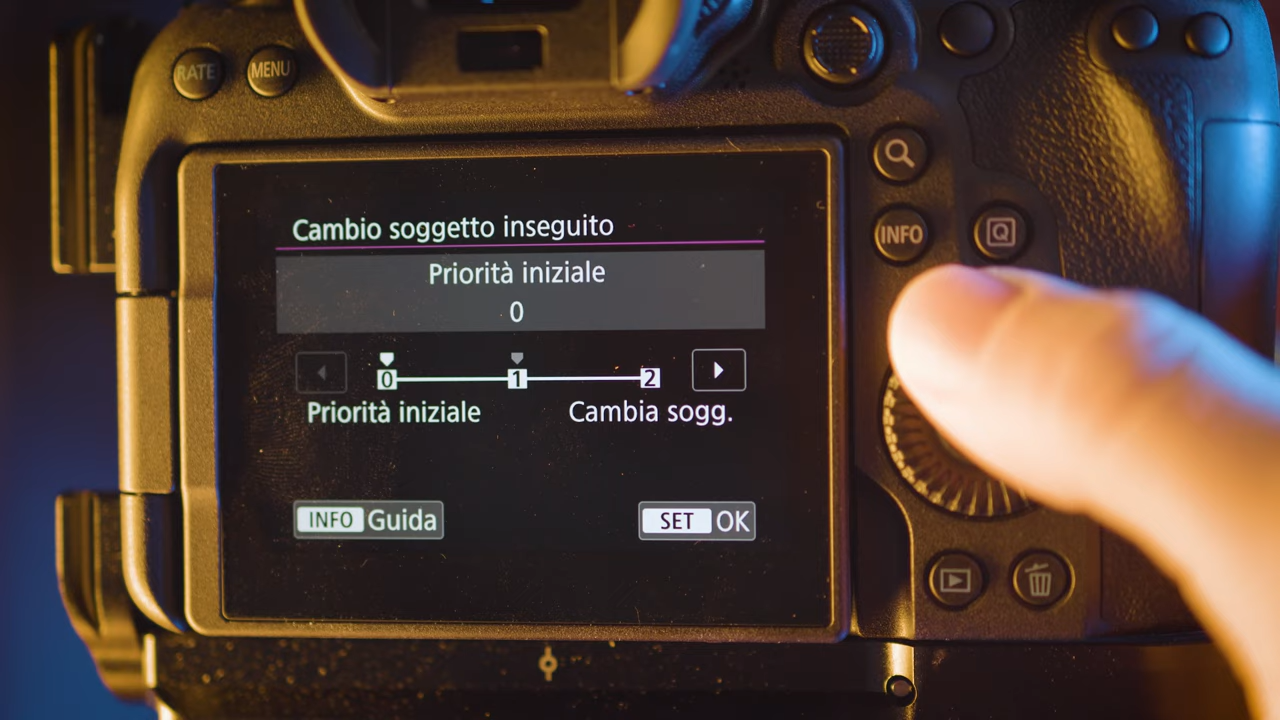 RATE
MENU
INFO
Q
Cambio soggetto inseguito
Priorità iniziale
0
0 1 2
Priorità iniziale Cambia sogg.
INFO Guida
SET OK